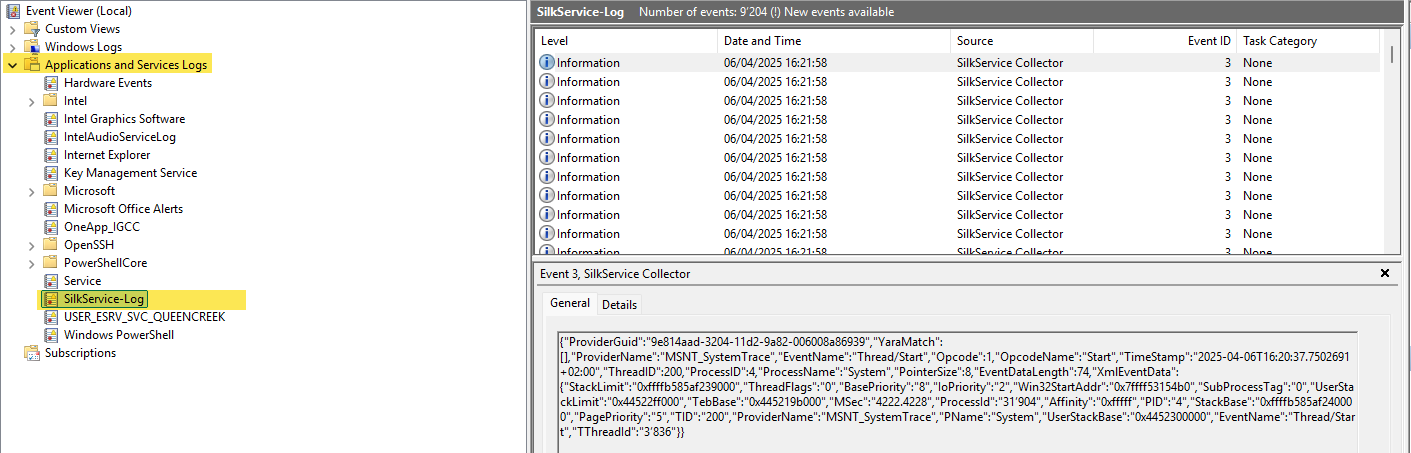 Event Viewer (Local)
Custom Views
Windows Logs
Applications and Services Logs
Hardware Events
Intel
Intel Graphics Software
IntelAudioServiceLog
Internet Explorer
Key Management Service
Microsoft
Microsoft Office Alerts
OneApp_IGCC
OpenSSH
PowerShellCore
Service
SilkService-Log
USER_ESRV_SVC_QUEENCREEK
Windows PowerShell
Subscriptions
SilkService-Log Number of events: 9'204 (!) New events available
Level Date and Time Source Event ID Task Category
Information 06/04/2025 16:21:58 SilkService Collector 3 None
Information 06/04/2025 16:21:58 SilkService Collector 3 None
Information 06/04/2025 16:21:58 SilkService Collector 3 None
Information 06/04/2025 16:21:58 SilkService Collector 3 None
Information 06/04/2025 16:21:58 SilkService Collector 3 None
Information 06/04/2025 16:21:58 SilkService Collector 3 None
Information 06/04/2025 16:21:58 SilkService Collector 3 None
Information 06/04/2025 16:21:58 SilkService Collector 3 None
Information 06/04/2025 16:21:58 SilkService Collector 3 None
Information 06/04/2025 16:21:58 SilkService Collector 3 None
Information 06/04/2025 16:21:58 SilkService Collector 3 None
Event 3, SilkService Collector
General Details
{"ProviderGuid":"9e814aad-3204-11d2-9a82-006008a86939","YaraMatch":
[],"ProviderName":"MSNT_SystemTrace","EventName":"Thread/Start","Opcode":1,"OpcodeName":"Start","TimeStamp":"2025-04-06T16:20:37.7502691
+02:00","ThreadID":200,"ProcessID":4,"ProcessName":"System","PointerSize":8,"EventDataLength":74,"XmlEventData":
{"StackLimit":"0xffffb585af239000","ThreadFlags":"0","BasePriority":"8","IoPriority":"2","Win32StartAddr":"0x7ffff53154b0","SubProcessTag":"0","UserSta
ckLimit":"0x44522ff000","TebBase":"0x445219b000","MSec":"4222.4228","ProcessId":"31'904","Affinity":"0xfffff","PID":"4","StackBase":"0xffffb585af24000
0","PagePriority":"5","TID":"200","ProviderName":"MSNT_SystemTrace","PName":"System","UserStackBase":"0x4452300000","EventName":"Thread/Star
t","TThreadId":"3'836"}}